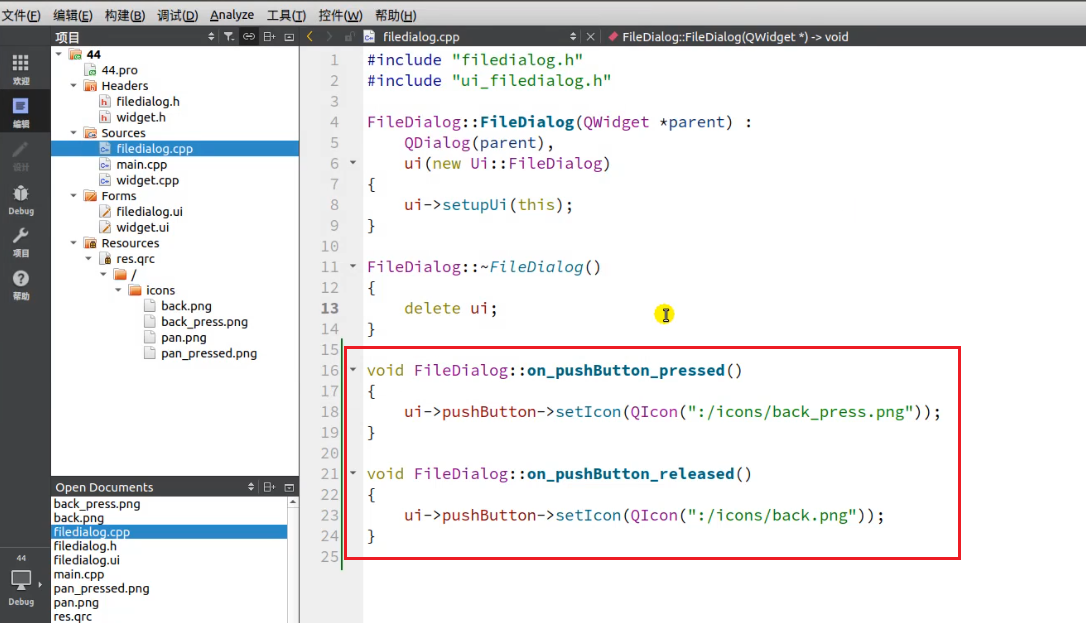 文件(F) 编辑(E) 构建(B) 调试(D) Analyze 工具(T) 控件(W) 帮助(H)
项目
filedialog.cpp
FileDialog::FileDialog(QWidget *) -> void
欢迎
编辑
设计
Debug
项目
帮助
44
Debug
44
44.pro
Headers
filedialog.h
widget.h
Sources
filedialog.cpp
main.cpp
widget.cpp
Forms
filedialog.ui
widget.ui
Resources
res.qrc
/
icons
back.png
back_press.png
pan.png
pan_pressed.png
Open Documents
back_press.png
back.png
filedialog.cpp
filedialog.h
filedialog.ui
main.cpp
pan_pressed.png
pan.png
res.qrc
1 #include "filedialog.h"
2 #include "ui_filedialog.h"
3
4 FileDialog::FileDialog(QWidget *parent) :
5     QDialog(parent),
6     ui(new Ui::FileDialog)
7 {
8     ui->setupUi(this);
9 }
10
11 FileDialog::~FileDialog()
12 {
13     delete ui;
14 }
15
16 void FileDialog::on_pushButton_pressed()
17 {
18     ui->pushButton->setIcon(QIcon(":/icons/back_press.png"));
19 }
20
21 void FileDialog::on_pushButton_released()
22 {
23     ui->pushButton->setIcon(QIcon(":/icons/back.png"));
24 }
25